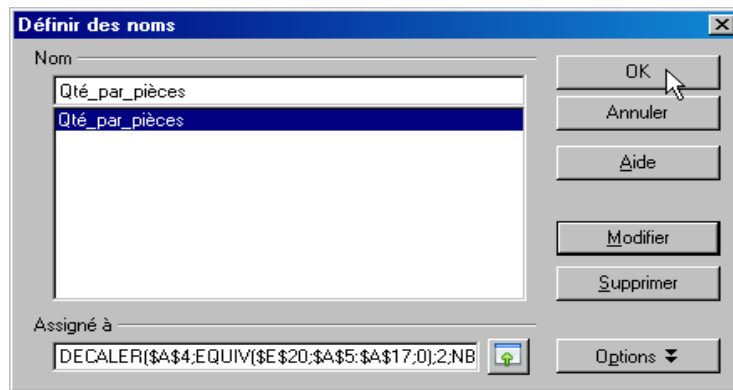 Définir des noms
Nom
Qté_par_pièces
Qté_par_pièces
OK
Annuler
Aide
Modifier
Supprimer
Assigné à
DECALER($A$4;EQUIV($E$20;$A$5:$A$17;0);2;NB
Options